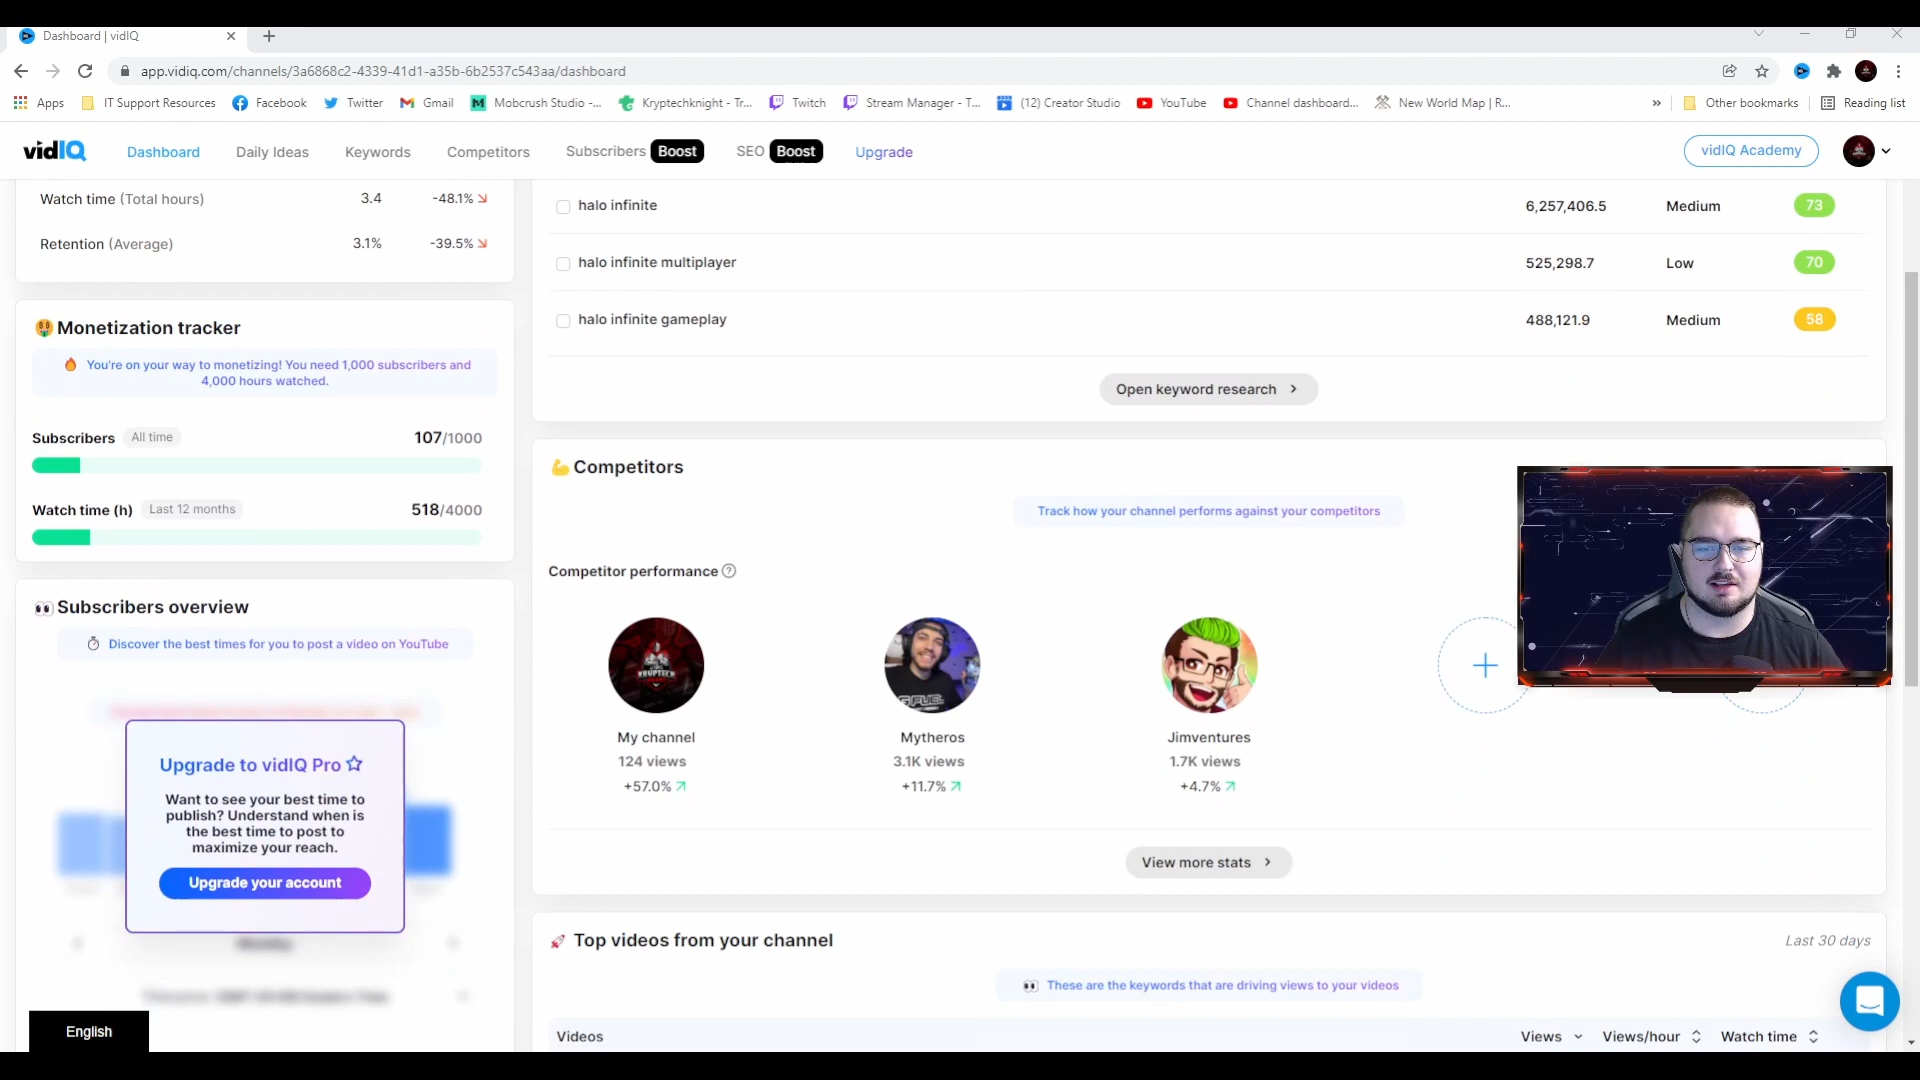 Dashboard | vidIQ
app.vidiq.com/channels/3a6868c2-4339-41d1-a35b-6b2537c543aa/dashboard
Apps
IT Support Resources
Facebook
Twitter
Gmail
Mobcrush Studio -...
Kryptechknight - Tr...
Twitch
Stream Manager - T...
(12) Creator Studio
YouTube
Channel dashboard...
New World Map | R...
»
Other bookmarks
Reading list
vidIQ
Dashboard
Daily Ideas
Keywords
Competitors
Subscribers Boost
SEO Boost
Upgrade
vidIQ Academy
Watch time (Total hours) 3.4 -48.1%
Retention (Average) 3.1% -39.5%
Monetization tracker
You're on your way to monetizing! You need 1,000 subscribers and
4,000 hours watched.
Subscribers All time 107/1000
Watch time (h) Last 12 months 518/4000
Subscribers overview
Discover the best times for you to post a video on YouTube
Upgrade to vidIQ Pro
Want to see your best time to
publish? Understand when is
the best time to post to
maximize your reach.
Upgrade your account
English
halo infinite 6,257,406.5 Medium 73
halo infinite multiplayer 525,298.7 Low 70
halo infinite gameplay 488,121.9 Medium 58
Open keyword research
Competitors
Track how your channel performs against your competitors
Competitor performance
My channel
124 views
+57.0%
Mytheros
3.1K views
+11.7%
Jimventures
1.7K views
+4.7%
View more stats
Top videos from your channel
Last 30 days
These are the keywords that are driving views to your videos
Videos Views Views/hour Watch time